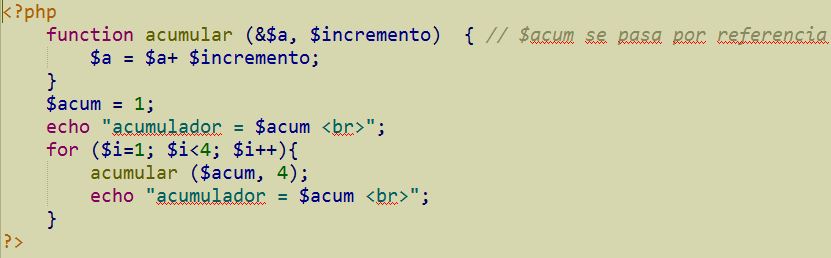 <?php
    function acumular (&$a, $incremento)  { // $acum se pasa por referencia
        $a = $a+ $incremento;
    }
    $acum = 1;
    echo "acumulador = $acum <br>";
    for ($i=1; $i<4; $i++){
        acumular ($acum, 4);
        echo "acumulador = $acum <br>";
    }
?>